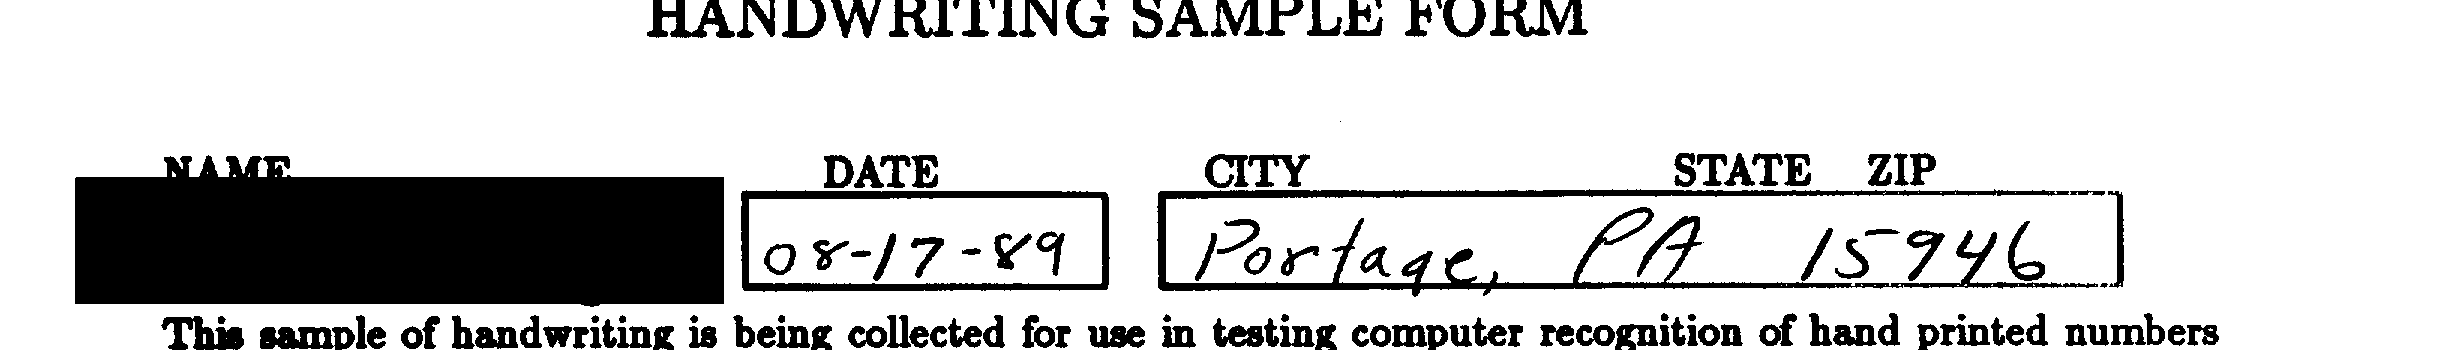 HANDWRITING SAMPLE FORM
NAME DATE CITY STATE ZIP
08-17-89 Portage, PA 15946
This sample of handwriting is being collected for use in testing computer recognition of hand printed numbers